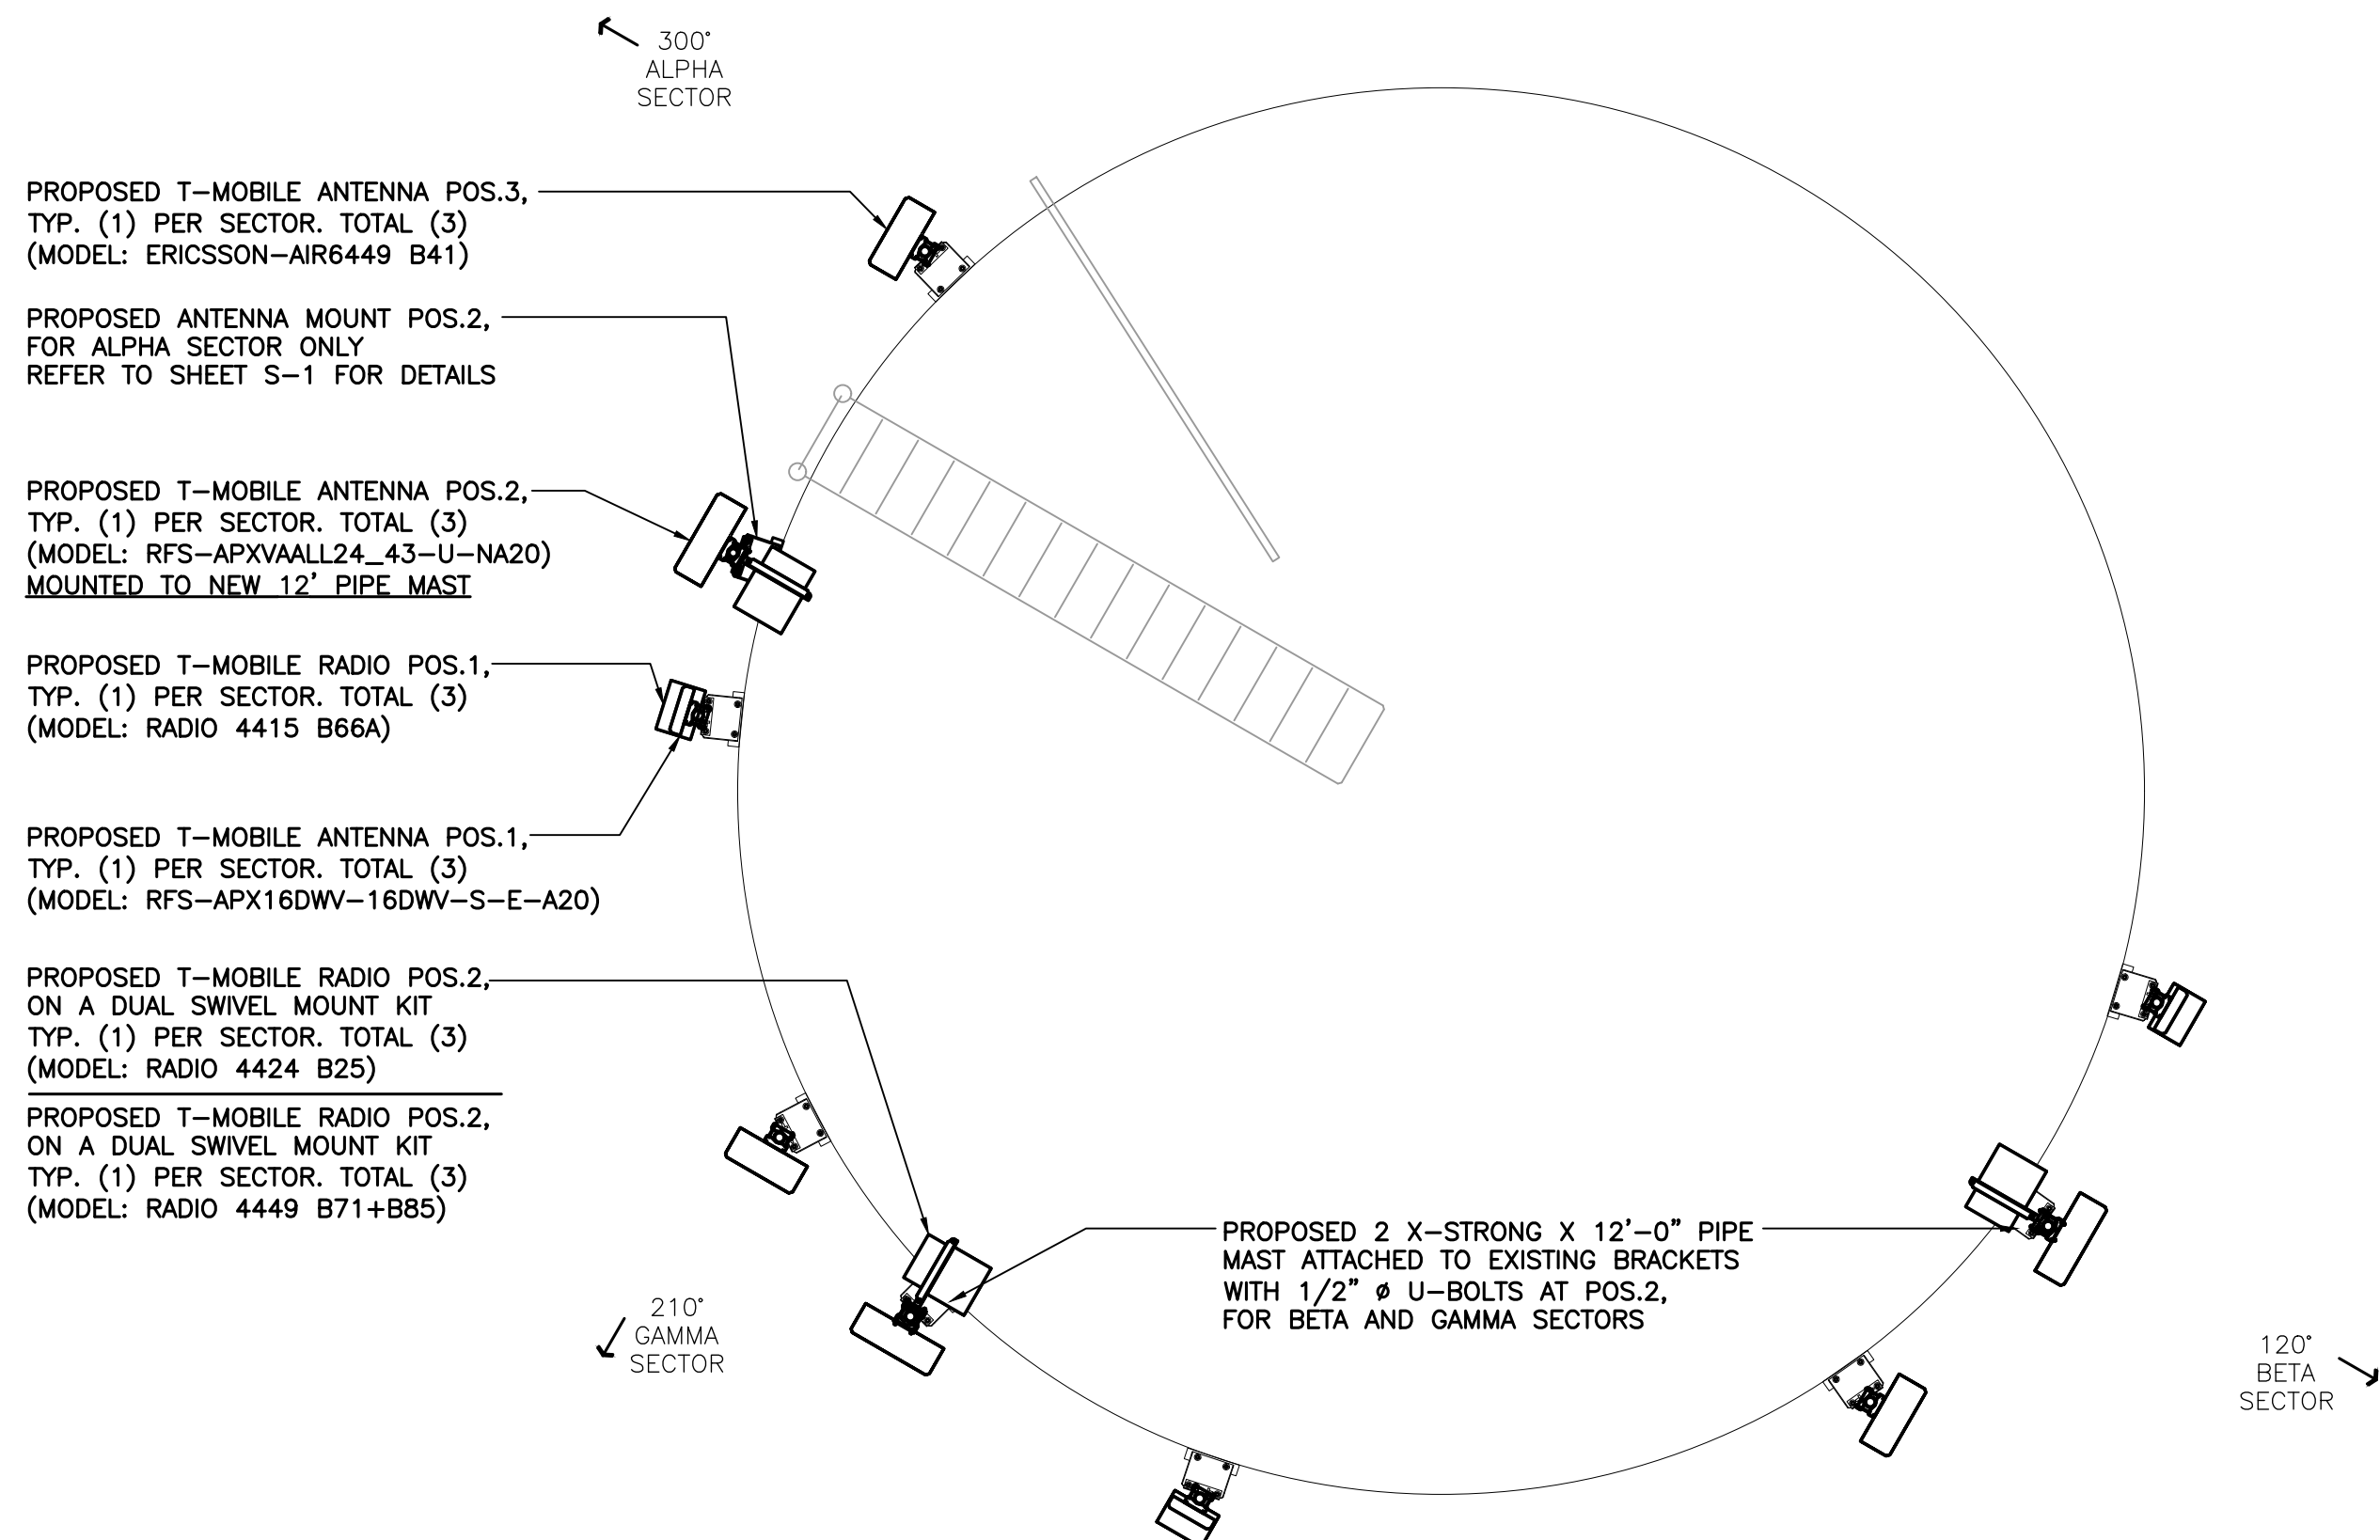 300°
ALPHA
SECTOR
PROPOSED T-MOBILE ANTENNA POS.3,
TYP. (1) PER SECTOR. TOTAL (3)
(MODEL: ERICSSON-AIR6449 B41)
PROPOSED ANTENNA MOUNT POS.2,
FOR ALPHA SECTOR ONLY
REFER TO SHEET S-1 FOR DETAILS
PROPOSED T-MOBILE ANTENNA POS.2,
TYP. (1) PER SECTOR. TOTAL (3)
(MODEL: RFS-APXVAALL24_43-U-NA20)
MOUNTED TO NEW 12' PIPE MAST
PROPOSED T-MOBILE RADIO POS.1,
TYP. (1) PER SECTOR. TOTAL (3)
(MODEL: RADIO 4415 B66A)
PROPOSED T-MOBILE ANTENNA POS.1,
TYP. (1) PER SECTOR. TOTAL (3)
(MODEL: RFS-APX16DWV-16DWV-S-E-A20)
PROPOSED T-MOBILE RADIO POS.2,
ON A DUAL SWIVEL MOUNT KIT
TYP. (1) PER SECTOR. TOTAL (3)
(MODEL: RADIO 4424 B25)
PROPOSED T-MOBILE RADIO POS.2,
ON A DUAL SWIVEL MOUNT KIT
TYP. (1) PER SECTOR. TOTAL (3)
(MODEL: RADIO 4449 B71+B85)
PROPOSED 2 X-STRONG X 12'-0" PIPE
MAST ATTACHED TO EXISTING BRACKETS
WITH 1/2" ø U-BOLTS AT POS.2,
FOR BETA AND GAMMA SECTORS
210°
GAMMA
SECTOR
120°
BETA
SECTOR